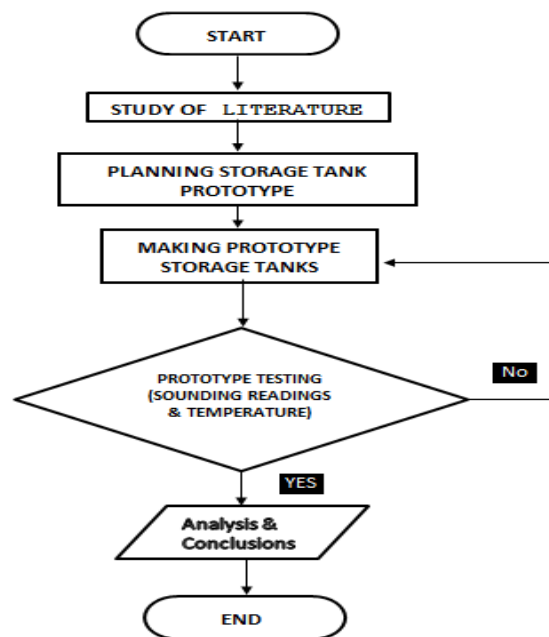 START
STUDY OF LITERATURE
PLANNING STORAGE TANK
PROTOTYPE
MAKING PROTOTYPE
STORAGE TANKS
PROTOTYPE TESTING
(SOUNDING READINGS
& TEMPERATURE)
No
YES
Analysis &
Conclusions
END